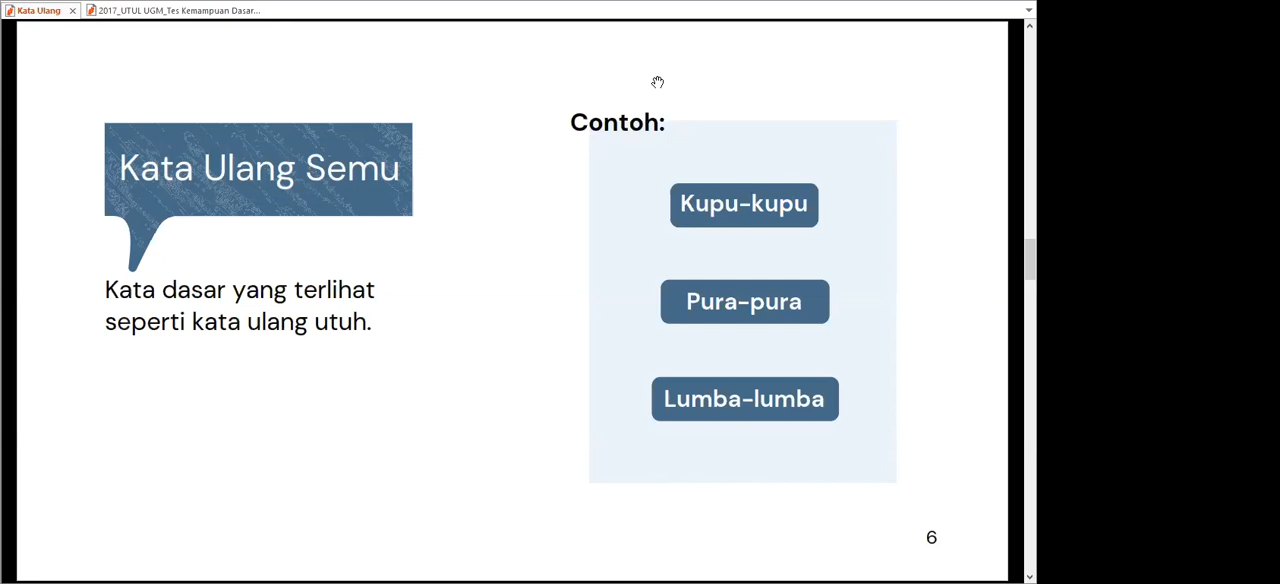 Kata Ulang
2017_UTUL UGM_Tes Kemampuan Dasar...
Kata Ulang Semu
Kata dasar yang terlihat
seperti kata ulang utuh.
Contoh:
Kupu-kupu
Pura-pura
Lumba-lumba
6